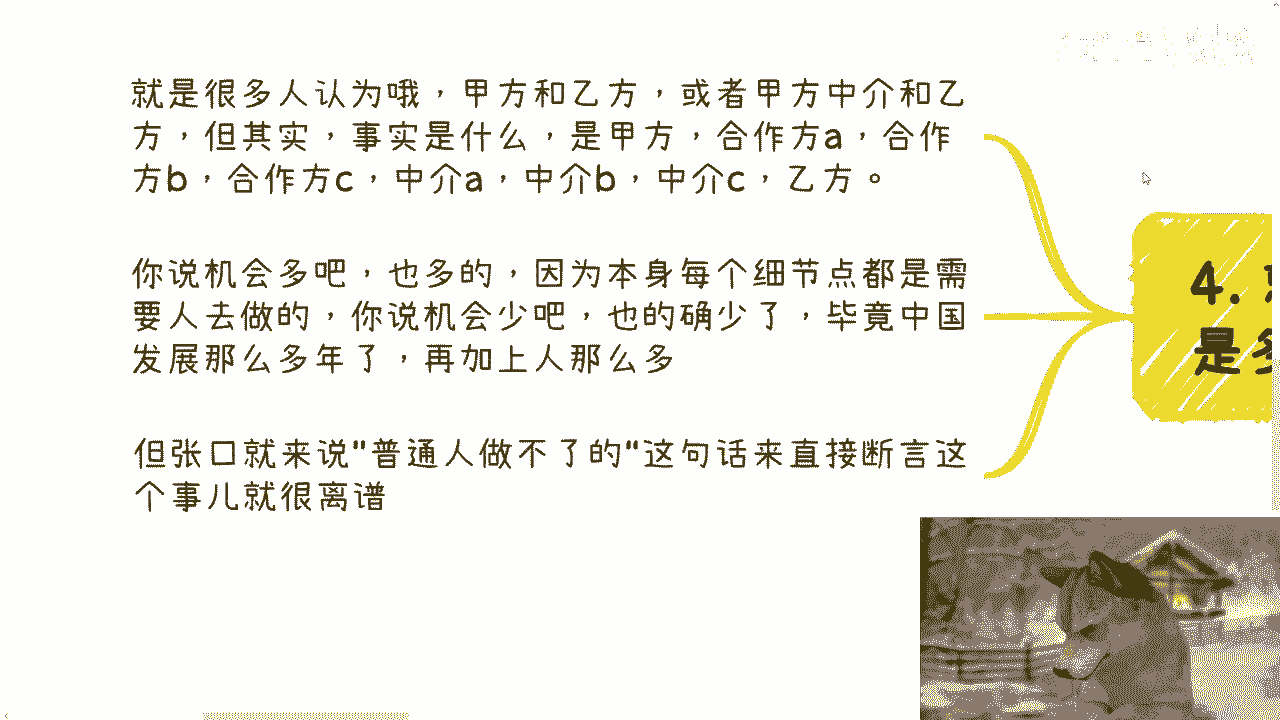 就是很多人认为哦，甲方和乙方，或者甲方中介和乙
方，但其实，事实是什么，是甲方，合作方a，合作
方b，合作方c，中介a，中介b，中介c，乙方。
你说机会多吧，也多的，因为本身每个细节点都是需
要人去做的，你说机会少吧，也的确少了，毕竟中国
发展那么多年了，再加上人那么多
但张口就来说"普通人做不了的"这句话来直接断言这
个事儿就很离谱
4.
是多